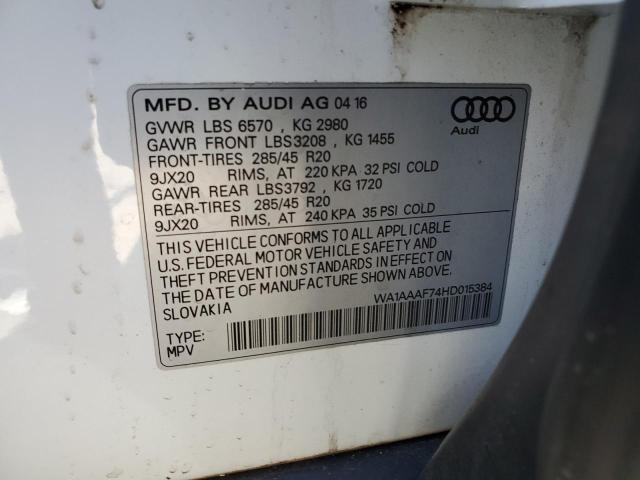 MFD. BY AUDI AG 04 16
Audi
GVWR LBS 6570 , KG 2980
GAWR FRONT LBS3208 , KG 1455
FRONT-TIRES 285/45 R20
9JX20 RIMS, AT 220 KPA 32 PSI COLD
GAWR REAR LBS3792 , KG 1720
REAR-TIRES 285/45 R20
9JX20 RIMS, AT 240 KPA 35 PSI COLD
THIS VEHICLE CONFORMS TO ALL APPLICABLE
U.S. FEDERAL MOTOR VEHICLE SAFETY AND
THEFT PREVENTION STANDARDS IN EFFECT ON
THE DATE OF MANUFACTURE SHOWN ABOVE.
SLOVAKIA
WA1AAAF74HD015384
TYPE:
MPV